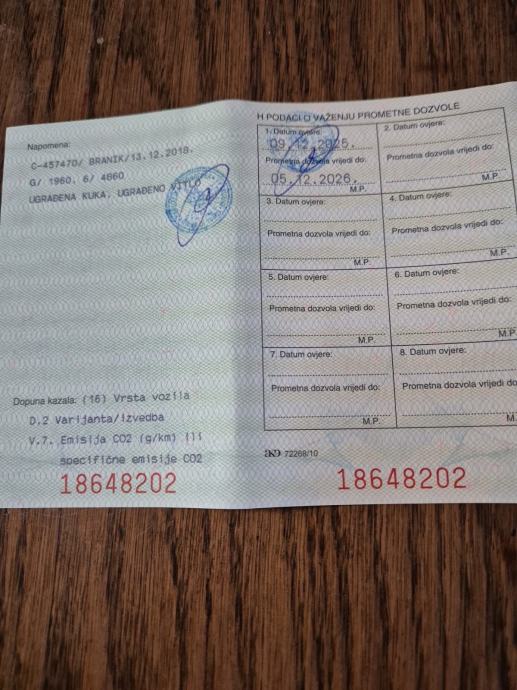 Napomena:
C-457470/ BRANIK/13.12.2018.
G/ 1960. 6/ 4860
UGRAĐENA KUKA. UGRAĐENO VITLO
Dopuna kazala: (16) Vrsta vozila
D.2 Varijanta/izvedba
V.7. Emisija CO2 (g/km) ili
specifične emisije CO2
18648202
H PODACI O VAŽENJU PROMETNE DOZVOLE
1. Datum ovjere:
09.12.2025.
Prometna dozvola vrijedi do:
05.12.2026.
M.P.
2. Datum ovjere:
Prometna dozvola vrijedi do:
M.P.
3. Datum ovjere:
Prometna dozvola vrijedi do:
M.P.
4. Datum ovjere:
Prometna dozvola vrijedi do:
M.P.
5. Datum ovjere:
Prometna dozvola vrijedi do:
M.P.
6. Datum ovjere:
Prometna dozvola vrijedi do:
M.P.
7. Datum ovjere:
Prometna dozvola vrijedi do:
M.P.
8. Datum ovjere:
Prometna dozvola vrijedi do:
M.
AKD 72268/10
18648202